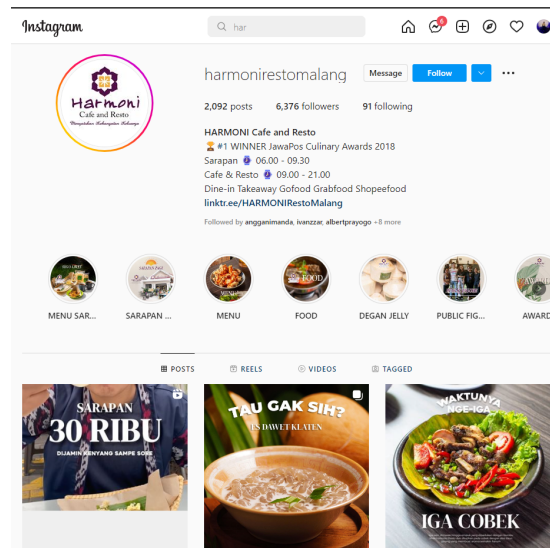 Instagram
har
6
Harmoni
Cafe and Resto
harmonirestomalang
Message
Follow
2,092 posts
6,376 followers
91 following
HARMONI Cafe and Resto
🏆 #1 WINNER JawaPos Culinary Awards 2018
Sarapan ⌚ 06.00 - 09.30
Cafe & Resto ⌚ 09.00 - 21.00
Dine-in Takeaway Gofood Grabfood Shopeefood
linktr.ee/HARMONIRestoMalang
Followed by angganimanda, ivanzzar, albertprayogo +8 more
FOOD
MENU SAR...
SARAPAN ...
MENU
FOOD
DEGAN JELLY
PUBLIC FIG...
AWARD
POSTS
REELS
VIDEOS
TAGGED
SARAPAN
30 RIBU
DIJAMIN KENYANG SAMPE SORE
TAU GAK SIH?
ES DAWET KLATEN
WAKTUNYA
NGE-IGA
IGA COBEK